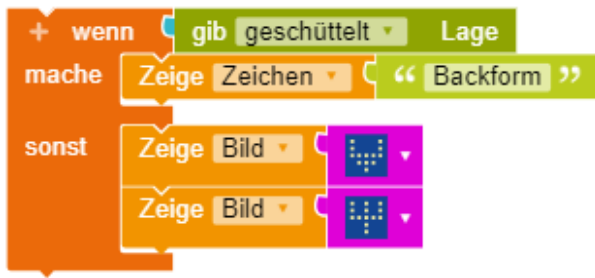 + wenn gib geschüttelt Lage
mache Zeige Zeichen “ Backform ”
sonst Zeige Bild
Zeige Bild